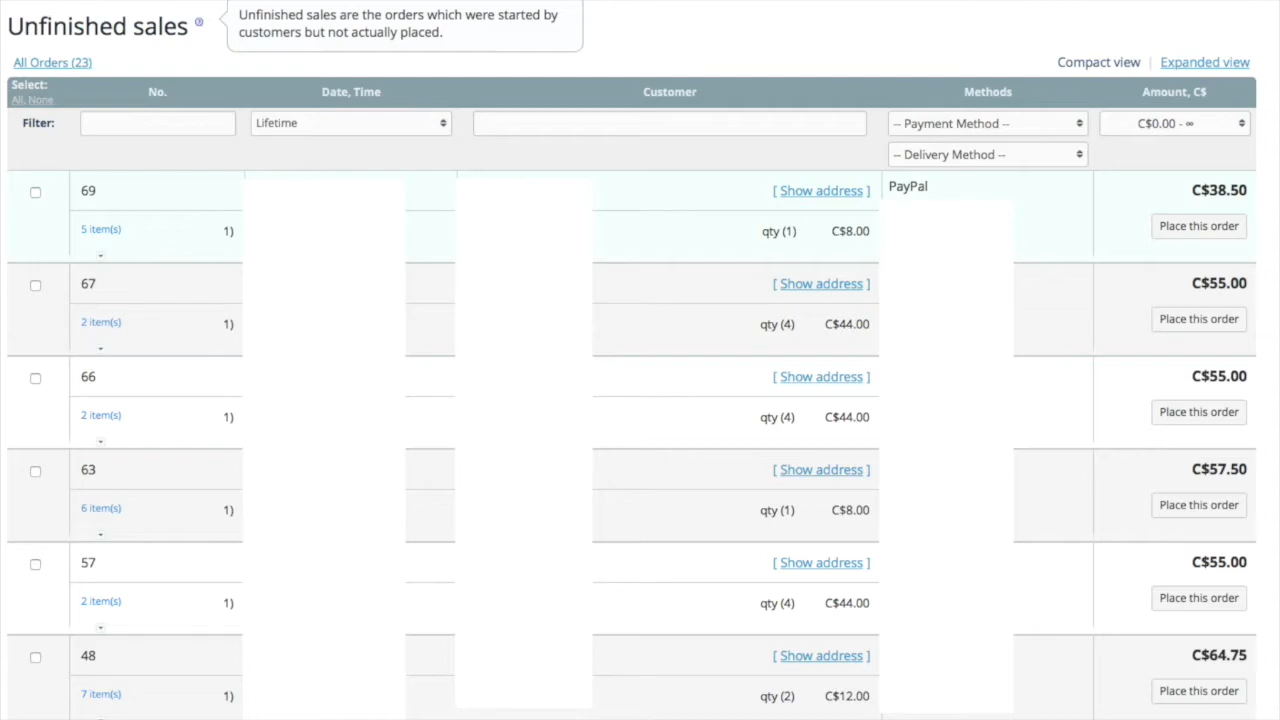 Unfinished sales
Unfinished sales are the orders which were started by
customers but not actually placed.
All Orders (23)
Compact view | Expanded view
Select:
All, None
No. Date, Time Customer Methods Amount, C$
Filter: Lifetime -- Payment Method -- C$0.00 - ∞
-- Delivery Method --
69 [ Show address ] PayPal C$38.50
5 item(s) 1) qty (1) C$8.00 Place this order
67 [ Show address ] C$55.00
2 item(s) 1) qty (4) C$44.00 Place this order
66 [ Show address ] C$55.00
2 item(s) 1) qty (4) C$44.00 Place this order
63 [ Show address ] C$57.50
6 item(s) 1) qty (1) C$8.00 Place this order
57 [ Show address ] C$55.00
2 item(s) 1) qty (4) C$44.00 Place this order
48 [ Show address ] C$64.75
7 item(s) 1) qty (2) C$12.00 Place this order